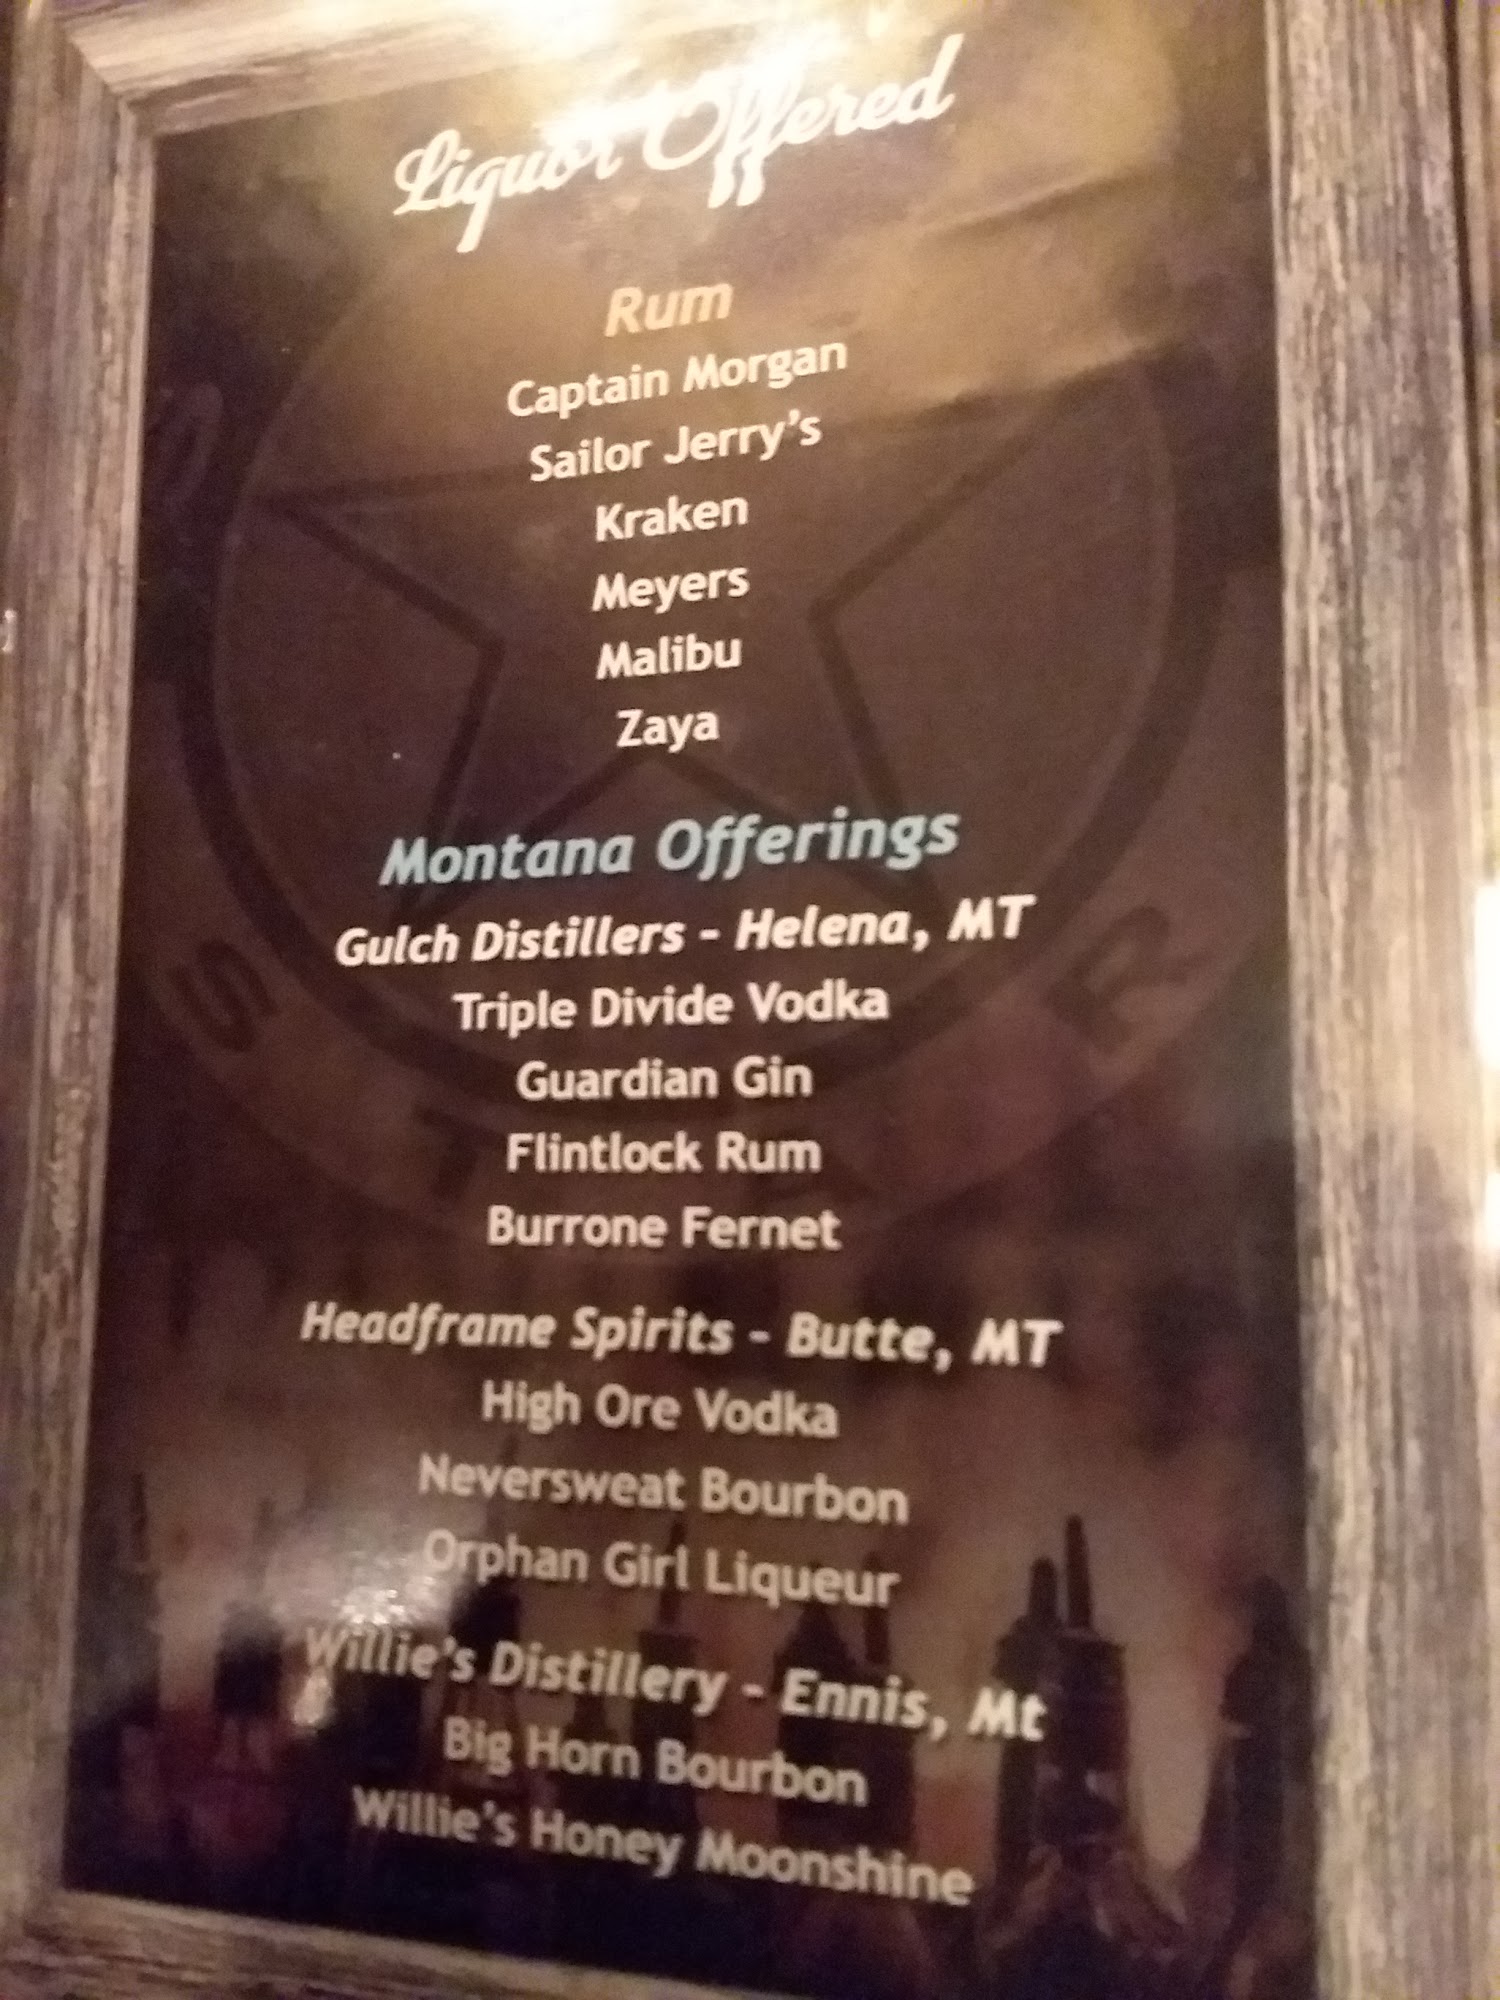 Liquor Offered
Rum
Captain Morgan
Sailor Jerry's
Kraken
Meyers
Malibu
Zaya
Montana Offerings
Gulch Distillers - Helena, MT
Triple Divide Vodka
Guardian Gin
Flintlock Rum
Burrone Fernet
Headframe Spirits - Butte, MT
High Ore Vodka
Neversweat Bourbon
Orphan Girl Liqueur
Willie's Distillery - Ennis, Mt
Big Horn Bourbon
Willie's Honey Moonshine